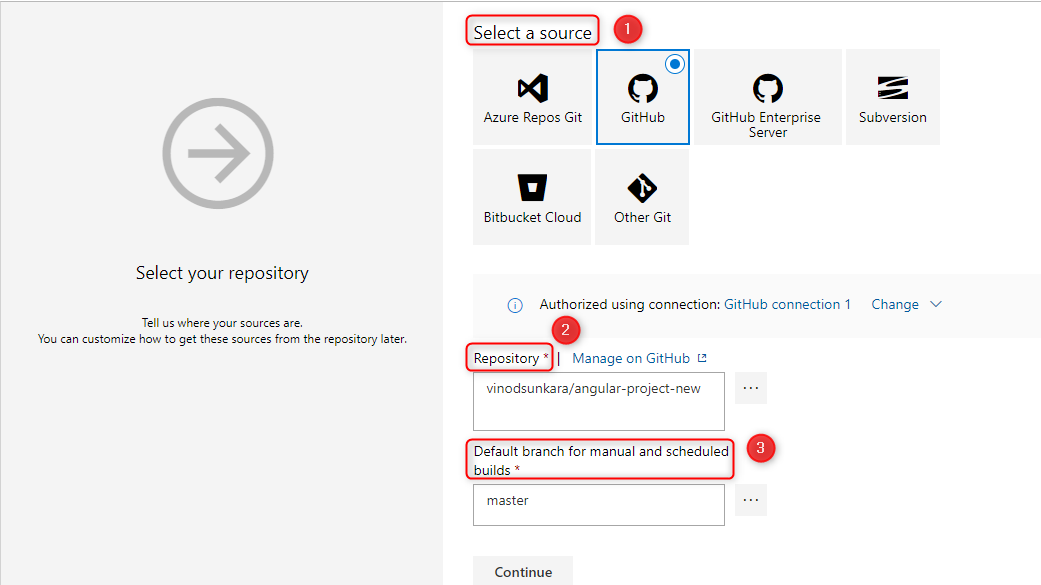 Select a source
1
Azure Repos Git
GitHub
GitHub Enterprise
Server
Subversion
Bitbucket Cloud
Other Git
Select your repository
Tell us where your sources are.
You can customize how to get these sources from the repository later.
Authorized using connection: GitHub connection 1 Change
2
Repository * | Manage on GitHub
vinodsunkara/angular-project-new
...
Default branch for manual and scheduled
builds *
3
master
...
Continue